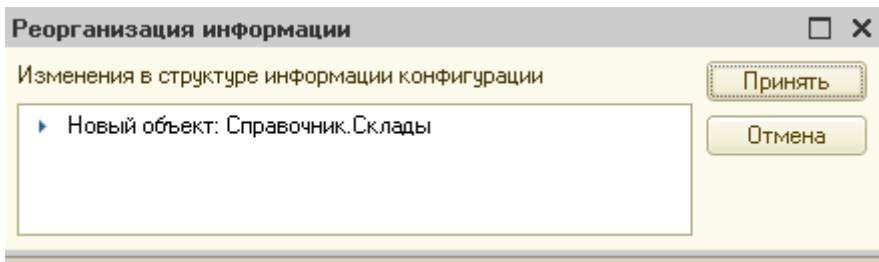 Реорганизация информации
Изменения в структуре информации конфигурации
Принять
Новый объект: Справочник.Склады
Отмена